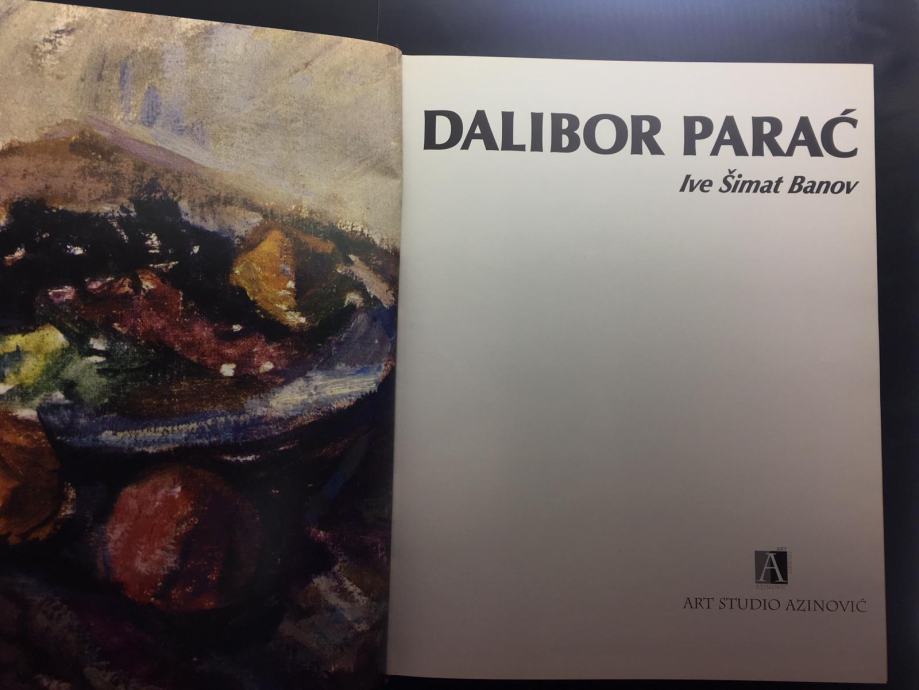 DALIBOR PARAĆ
Ive Šimat Banov
A
ART STUDIO AZINOVIĆ